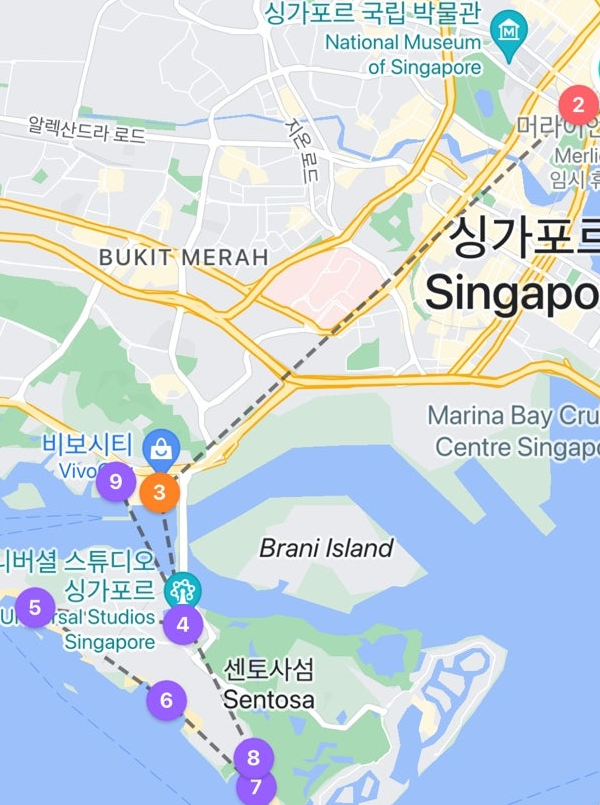 싱가포르 국립 박물관
National Museum
of Singapore
2
알렉산드라 로드
지온 로드
머라이언
Merli
임시 휴
BUKIT MERAH
싱가포르
Singapo
Marina Bay Cru
Centre Singapo
비보시티
VivoC
9
3
Brani Island
니버셜 스튜디오
싱가포르
5
Un
rsal Studios
Singapore
4
센토사섬
Sentosa
6
8
7